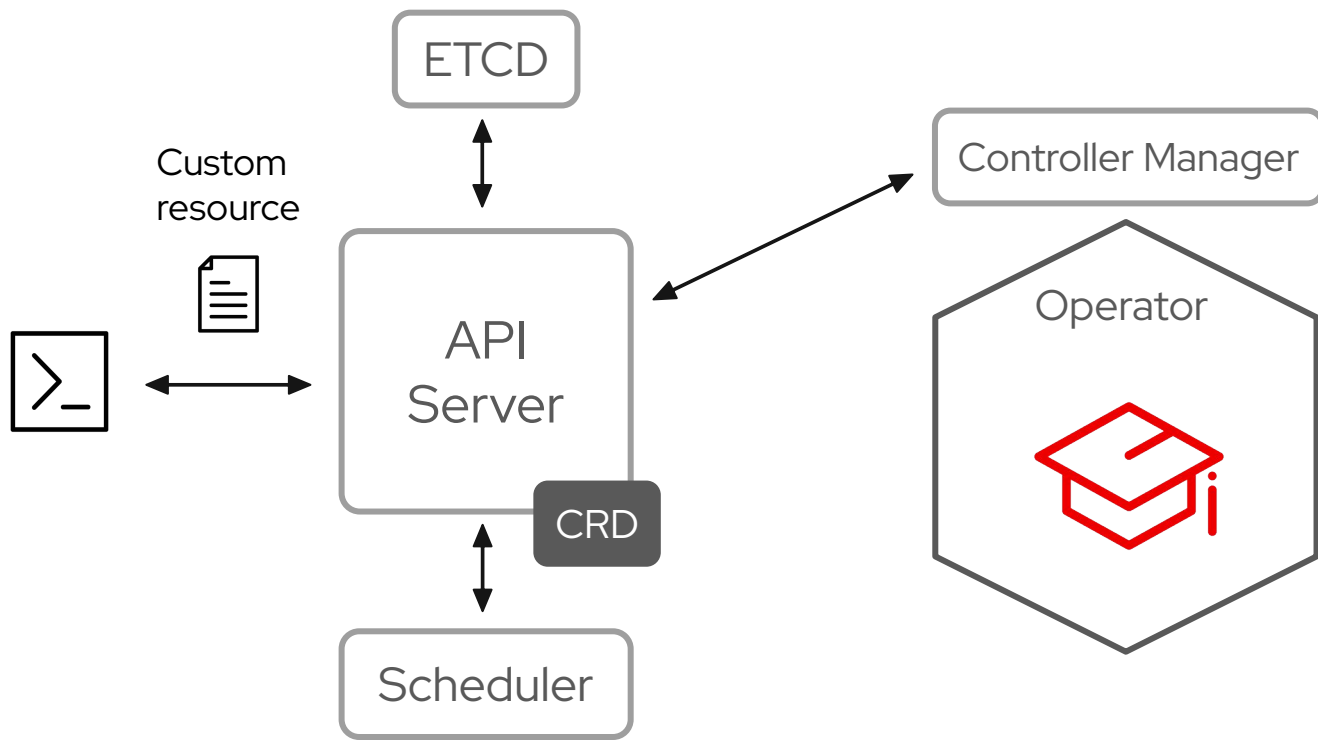 ETCD
Custom
resource
Controller Manager
API
Server
CRD
Operator
Scheduler